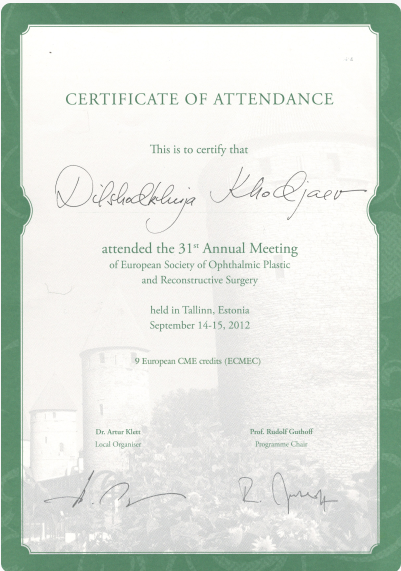 CERTIFICATE OF ATTENDANCE
This is to certify that
Dilshodkhuja Khodjaev
attended the 31st Annual Meeting
of European Society of Ophthalmic Plastic
and Reconstructive Surgery
held in Tallinn, Estonia
September 14-15, 2012
9 European CME credits (ECMEC)
Dr. Artur Klett
Local Organiser
Prof. Rudolf Guthoff
Programme Chair